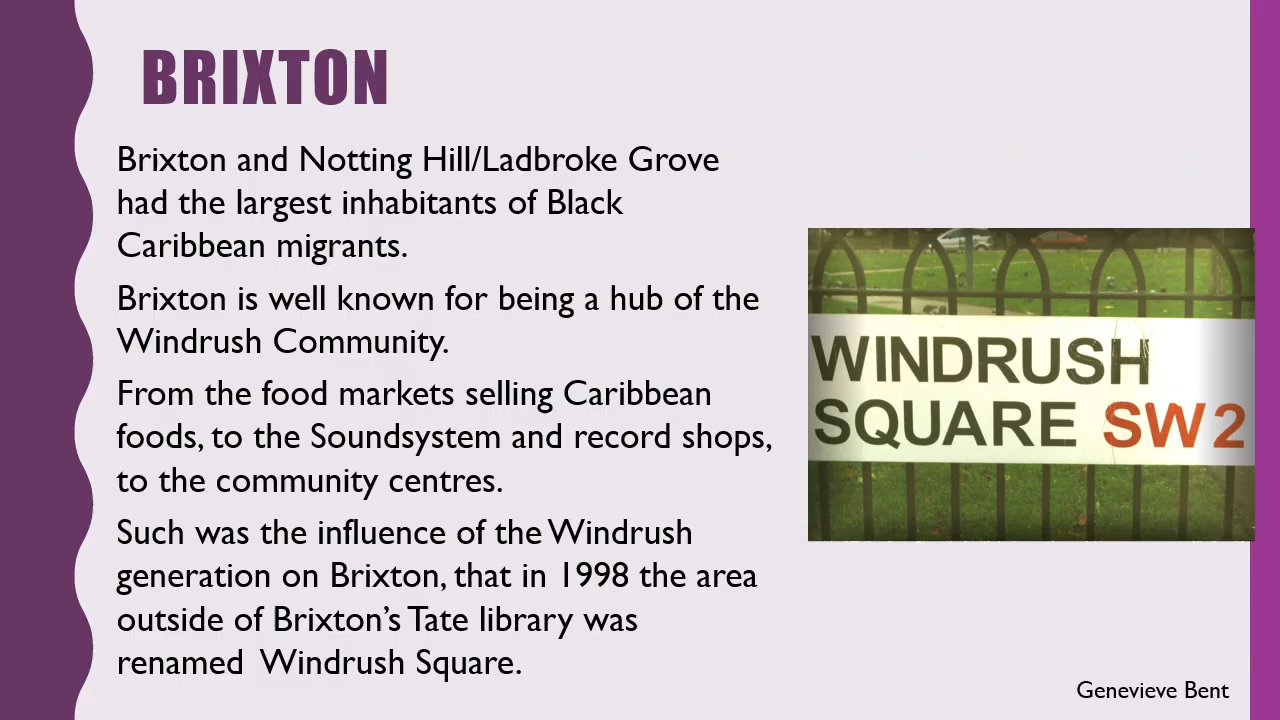 BRIXTON
Brixton and Notting Hill/Ladbroke Grove
had the largest inhabitants of Black
Caribbean migrants.
Brixton is well known for being a hub of the
Windrush Community.
From the food markets selling Caribbean
foods, to the Soundsystem and record shops,
to the community centres.
Such was the influence of the Windrush
generation on Brixton, that in 1998 the area
outside of Brixton’s Tate library was
renamed  Windrush Square.
WINDRUSH
SQUARE SW2
Genevieve Bent